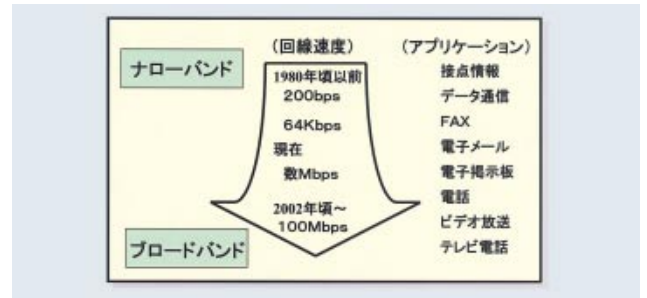 (回線速度)
(アプリケーション)
ナローバンド
1980年頃以前
200bps
64Kbps
現在
数Mbps
2002年頃~
100Mbps
ブロードバンド
接点情報
データ通信
FAX
電子メール
電子掲示板
電話
ビデオ放送
テレビ電話